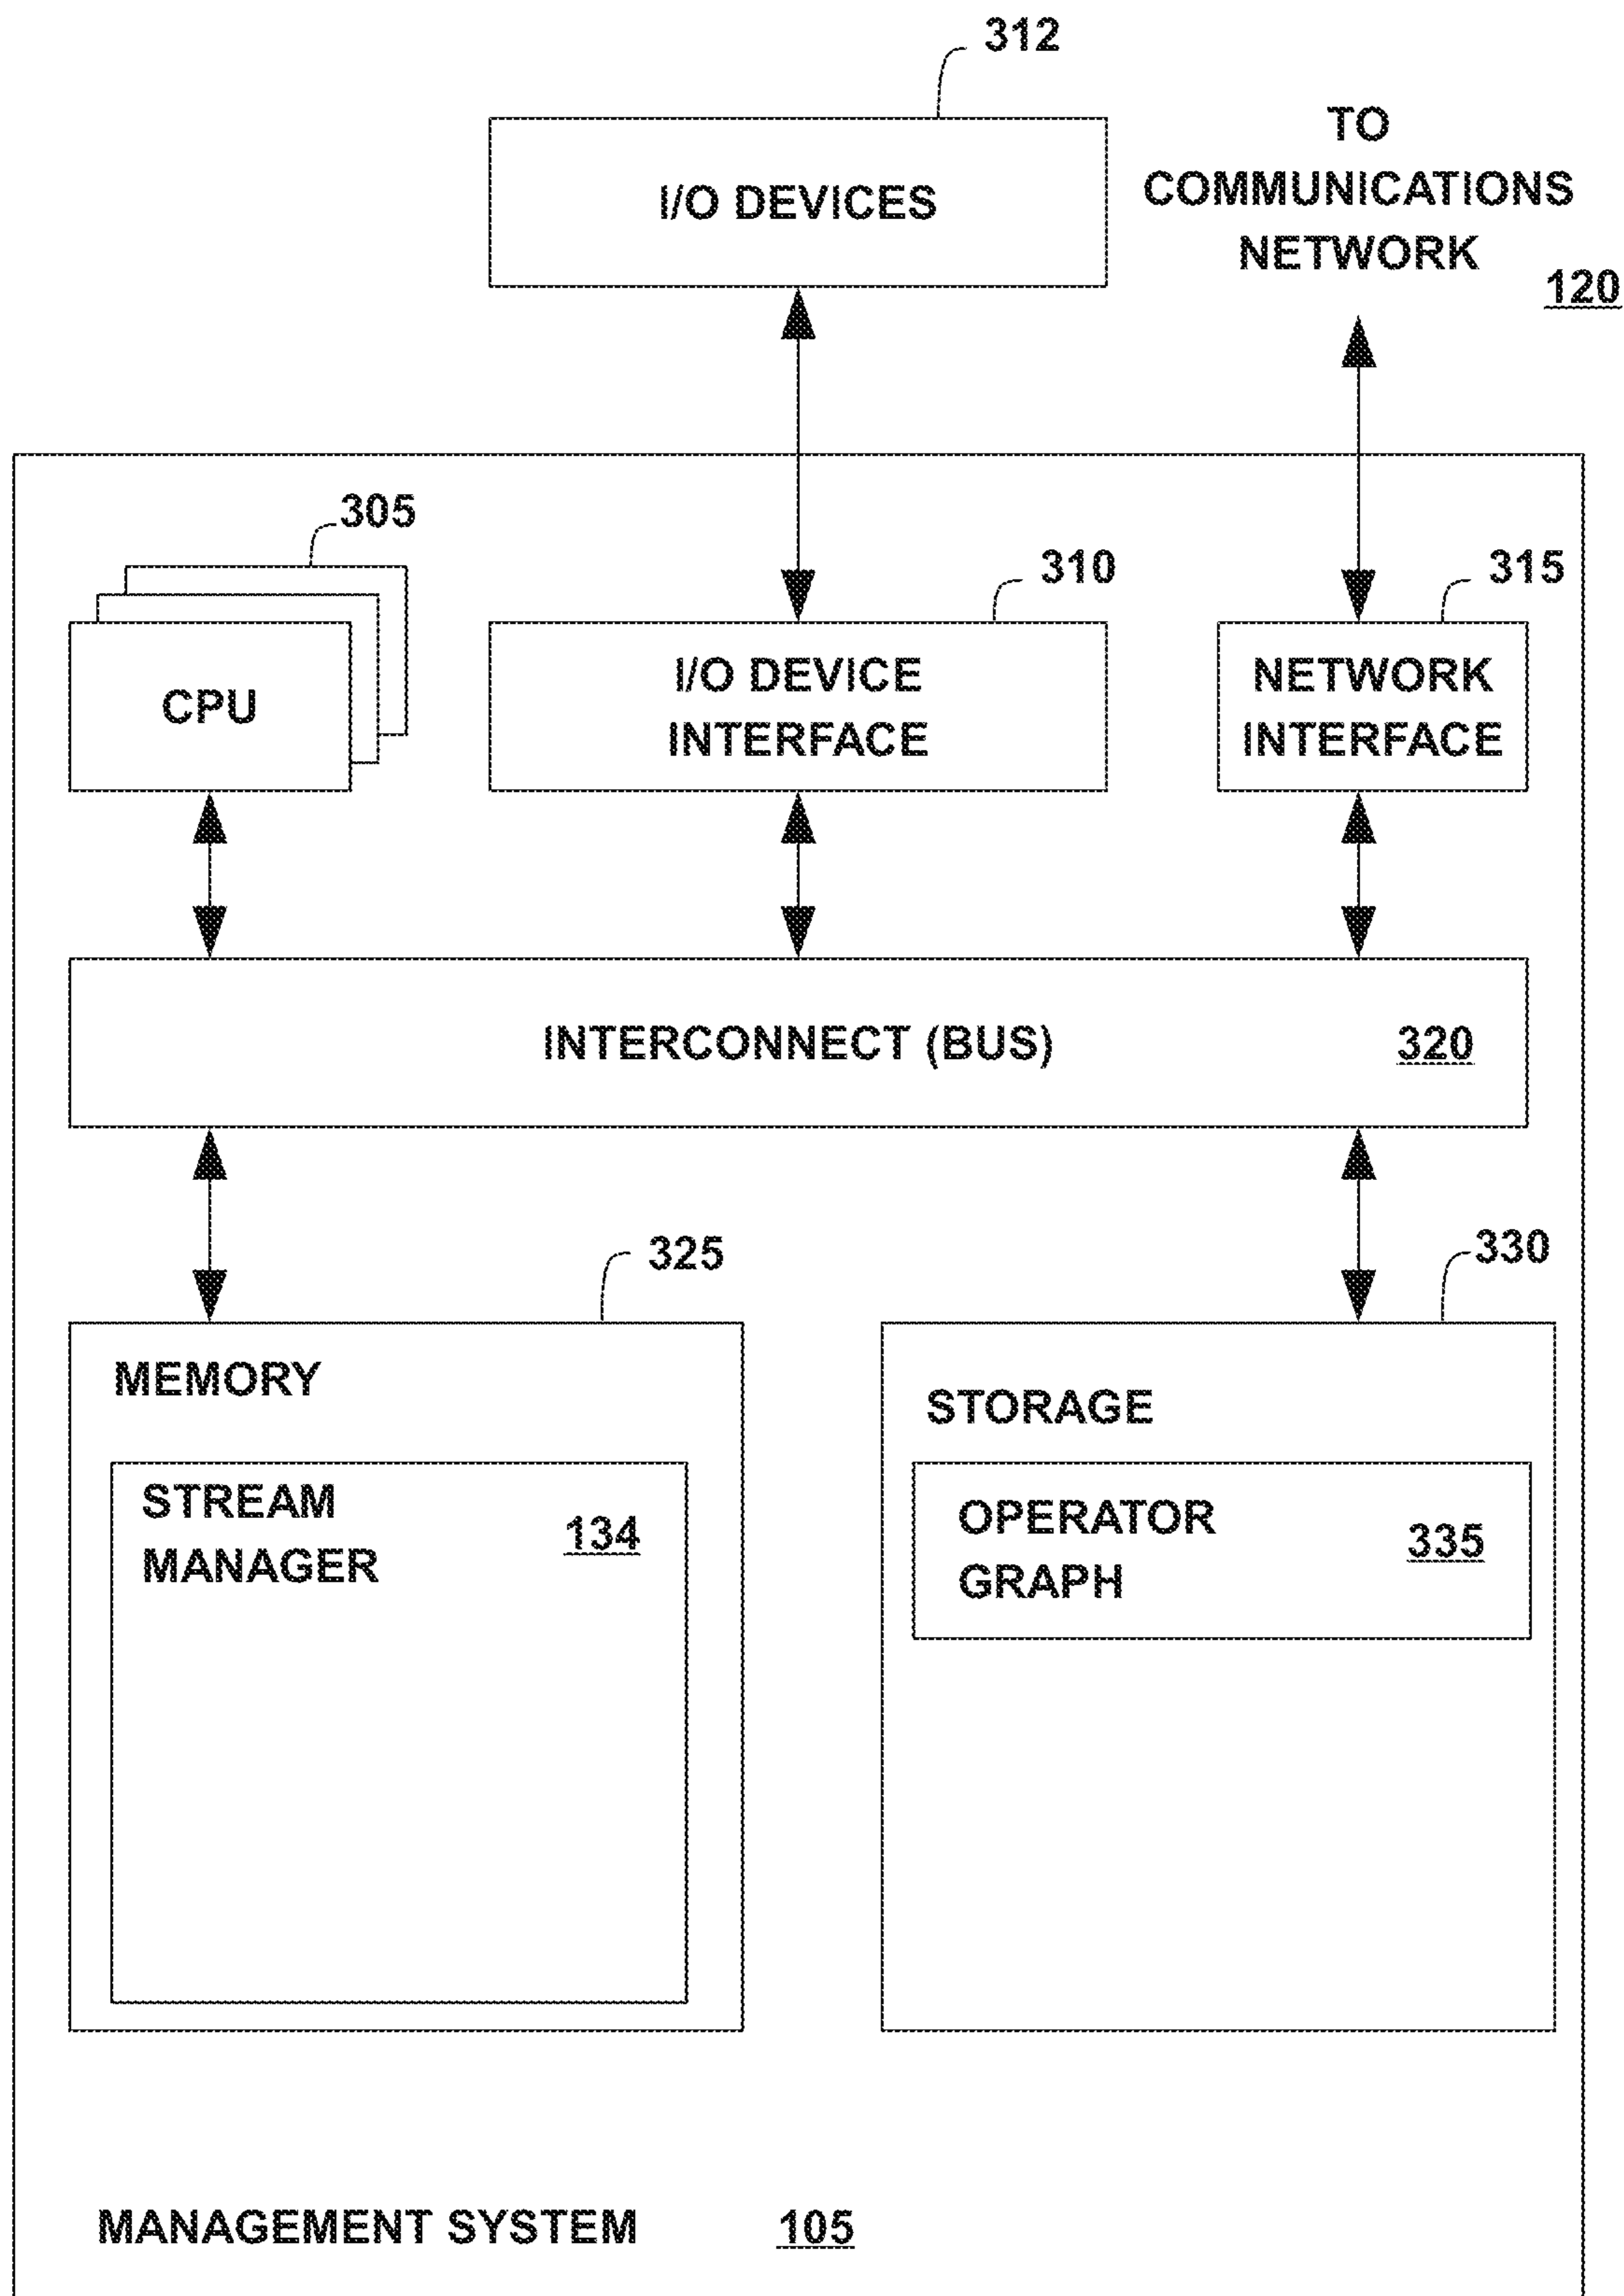 312
I/O DEVICES
TO
COMMUNICATIONS
NETWORK
120
305
CPU
310
I/O DEVICE
INTERFACE
315
NETWORK
INTERFACE
INTERCONNECT (BUS) 320
325
MEMORY
STREAM
MANAGER
134
330
STORAGE
OPERATOR
GRAPH
335
MANAGEMENT SYSTEM 105